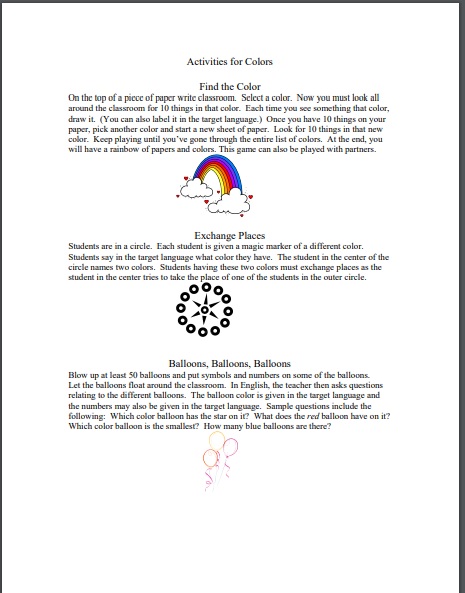 Activities for Colors
Find the Color
On the top of a piece of paper write classroom. Select a color. Now you must look all
around the classroom for 10 things in that color. Each time you see something that color,
draw it. (You can also label it in the target language.) Once you have 10 things on your
paper, pick another color and start a new sheet of paper. Look for 10 things in that new
color. Keep playing until you've gone through the entire list of colors. At the end, you
will have a rainbow of papers and colors. This game can also be played with partners.
Exchange Places
Students are in a circle. Each student is given a magic marker of a different color.
Students say in the target language what color they have. The student in the center of the
circle names two colors. Students having these two colors must exchange places as the
student in the center tries to take the place of one of the students in the outer circle.
Balloons, Balloons, Balloons
Blow up at least 50 balloons and put symbols and numbers on some of the balloons.
Let the balloons float around the classroom. In English, the teacher then asks questions
relating to the different balloons. The balloon color is given in the target language and
the numbers may also be given in the target language. Sample questions include the
following: Which color balloon has the star on it? What does the red balloon have on it?
Which color balloon is the smallest? How many blue balloons are there?